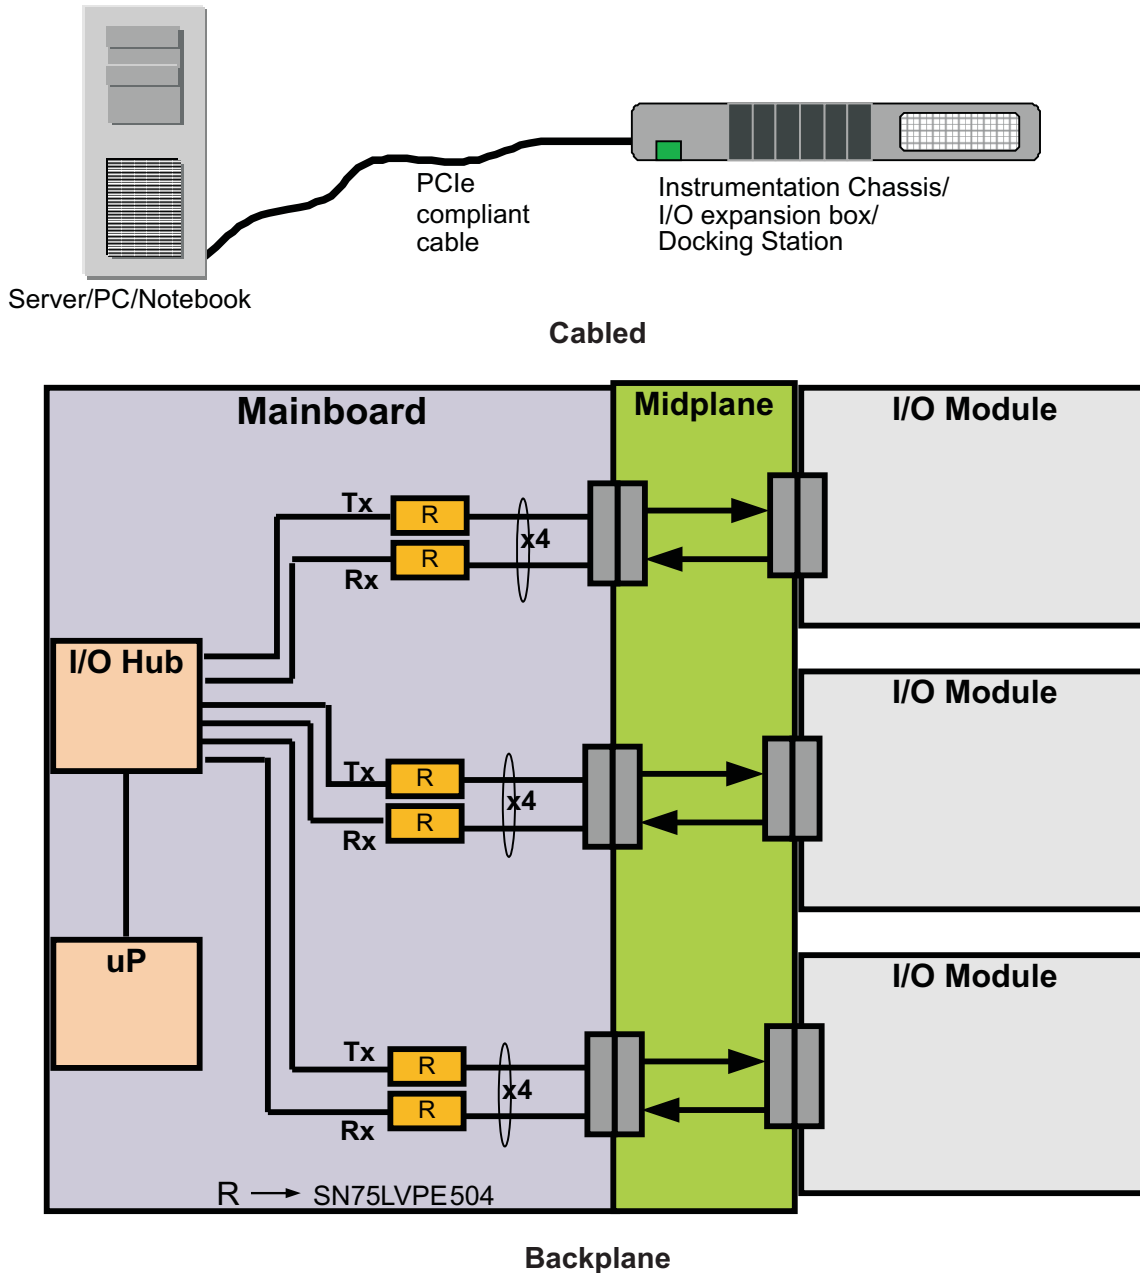 PCIe
compliant
cable
Instrumentation Chassis/
I/O expansion box/
Docking Station
Server/PC/Notebook
Cabled
Mainboard
Midplane
I/O Module
Tx
R
x4
R
Rx
I/O Hub
I/O Module
Tx
R
x4
R
Rx
uP
I/O Module
Tx
R
x4
R
Rx
R → SN75LVPE504
Backplane